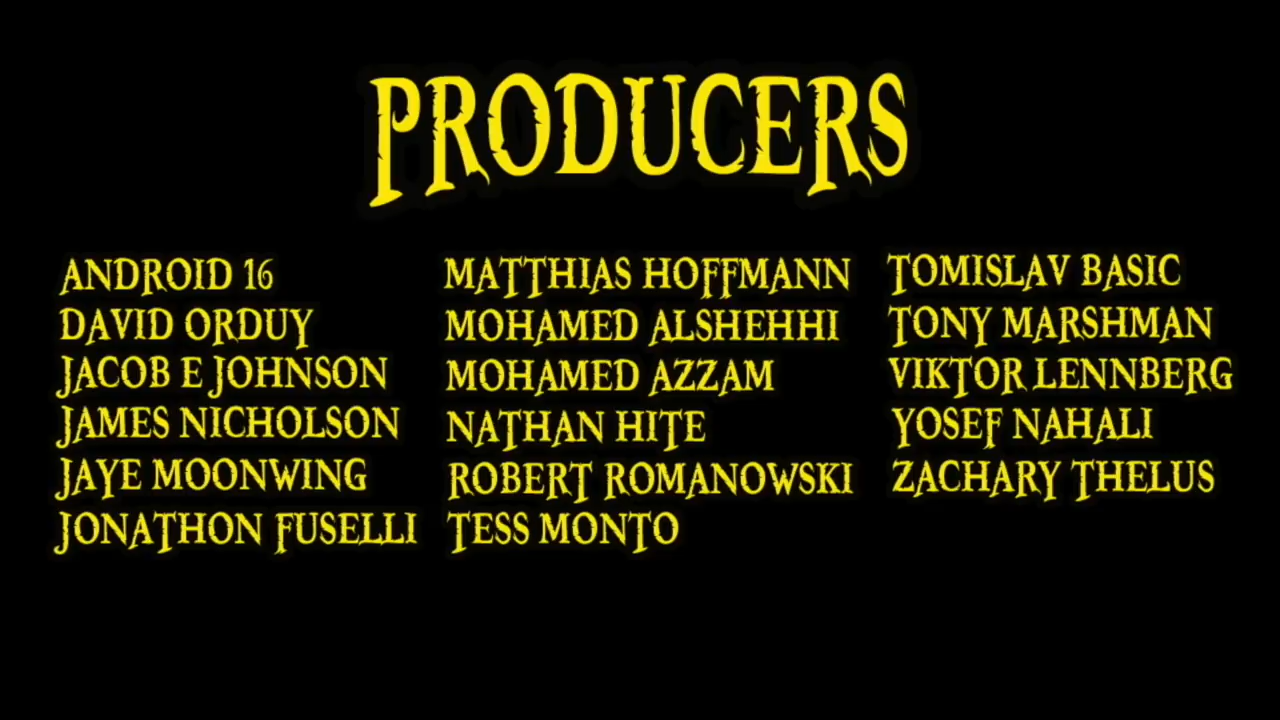 PRODUCERS
ANDROID 16
DAVID ORDUY
JACOB E JOHNSON
JAMES NICHOLSON
JAYE MOONWING
JONATHON FUSELLI
MATTHIAS HOFFMANN
MOHAMED ALSHEHHI
MOHAMED AZZAM
NATHAN HITE
ROBERT ROMANOWSKI
TESS MONTO
TOMISLAV BASIC
TONY MARSHMAN
VIKTOR LENNBERG
YOSEF NAHALI
ZACHARY THELUS